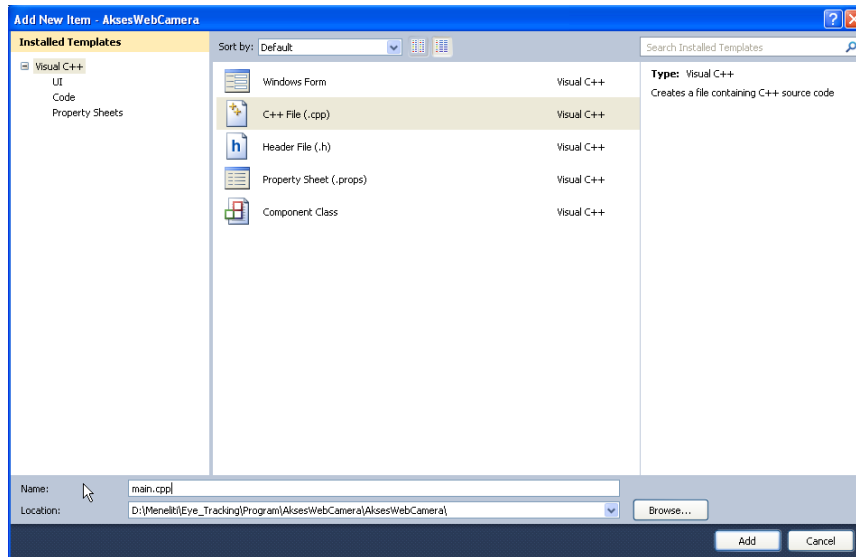 Add New Item - AksesWebCamera
Installed Templates
Sort by: Default
Search Installed Templates
Visual C++
UI
Code
Property Sheets
Windows Form Visual C++
C++ File (.cpp) Visual C++
Header File (.h) Visual C++
Property Sheet (.props) Visual C++
Component Class Visual C++
Type: Visual C++
Creates a file containing C++ source code
Name: main.cpp
Location: D:\Meneliti\Eye_Tracking\Program\AksesWebCamera\AksesWebCamera\
Browse...
Add Cancel